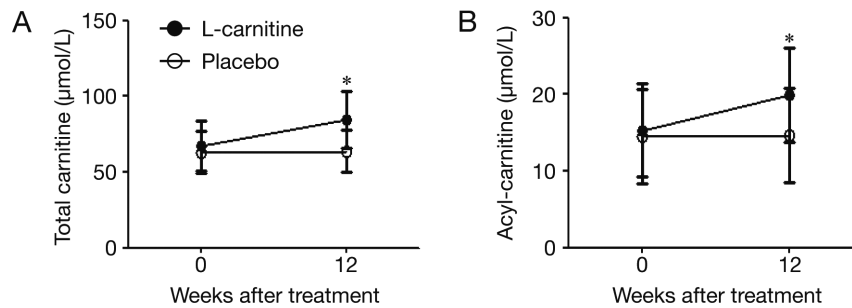 A
Total carnitine (μmol/L)
150
100
50
0
L-carnitine
Placebo
*
0
12
Weeks after treatment
B
Acyl-carnitine (μmol/L)
30
20
10
0
*
0
12
Weeks after treatment